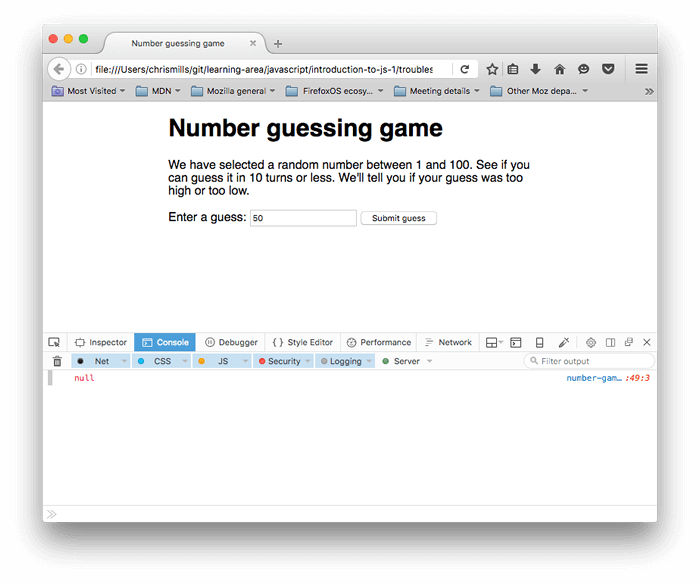 Number guessing game
file:///Users/chrismills/git/learning-area/javascript/introduction-to-js-1/troubles
Most Visited MDN Mozilla general FirefoxOS ecosy... Meeting details Other Moz depa...
Number guessing game
We have selected a random number between 1 and 100. See if you
can guess it in 10 turns or less. We'll tell you if your guess was too
high or too low.
Enter a guess: 50 Submit guess
Inspector Console Debugger { } Style Editor Performance Network
Net CSS JS Security Logging Server Filter output
null number-gam… :49:3